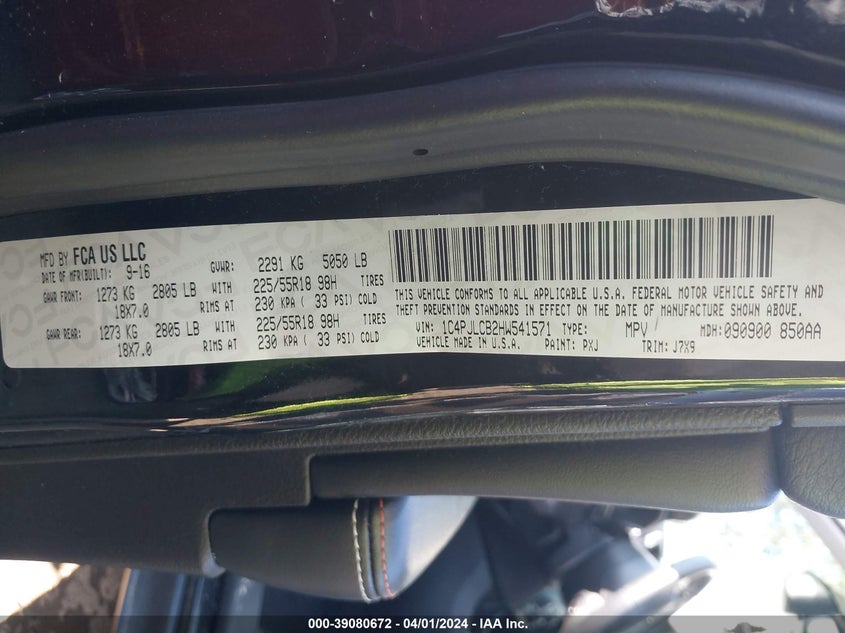 MFD BY FCA US LLC
DATE OF MFR(BUILT): 9-16 GVWR: 2291 KG 5050 LB
GAWR FRONT: 1273 KG 2805 LB WITH 225/55R18 98H TIRES
18X7.0 RIMS AT 230 KPA ( 33 PSI) COLD
GAWR REAR: 1273 KG 2805 LB WITH 225/55R18 98H TIRES
18X7.0 RIMS AT 230 KPA ( 33 PSI) COLD
THIS VEHICLE CONFORMS TO ALL APPLICABLE U.S.A. FEDERAL MOTOR VEHICLE SAFETY AND
THEFT PREVENTION STANDARDS IN EFFECT ON THE DATE OF MANUFACTURE SHOWN ABOVE.
VIN: 1C4PJLCB2HW541571 TYPE: MPV MDH: 090900 850AA
VEHICLE MADE IN U.S.A. PAINT: PXJ TRIM: J7X9
000-39080672 / 04/01/2024 - IAA Inc.